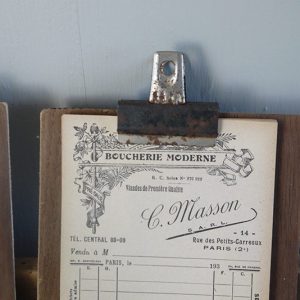 BOUCHERIE MODERNE
R. C. Seine N°
Viandes de Première Qualité
C. Masson
S.A.R.L.
- 14 -
TÉL. CENTRAL 80-09
Rue des Petits-Carreaux
PARIS (2e)
Vendu à M
PARIS, le 193
F. C. F. C.